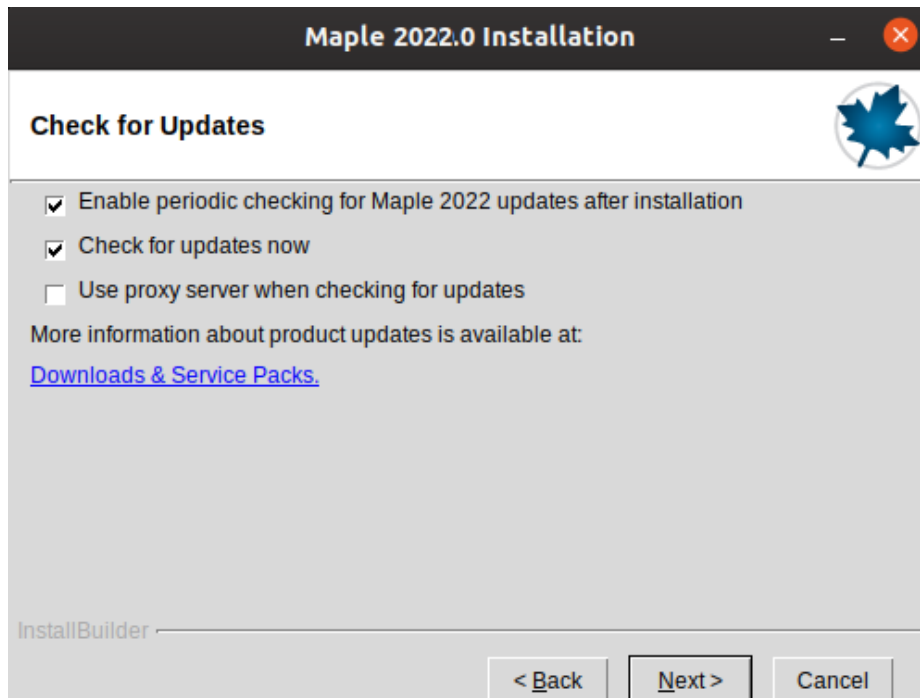 Maple 2022.0 Installation
Check for Updates
Enable periodic checking for Maple 2022 updates after installation
Check for updates now
Use proxy server when checking for updates
More information about product updates is available at:
Downloads & Service Packs.
InstallBuilder
< Back Next > Cancel